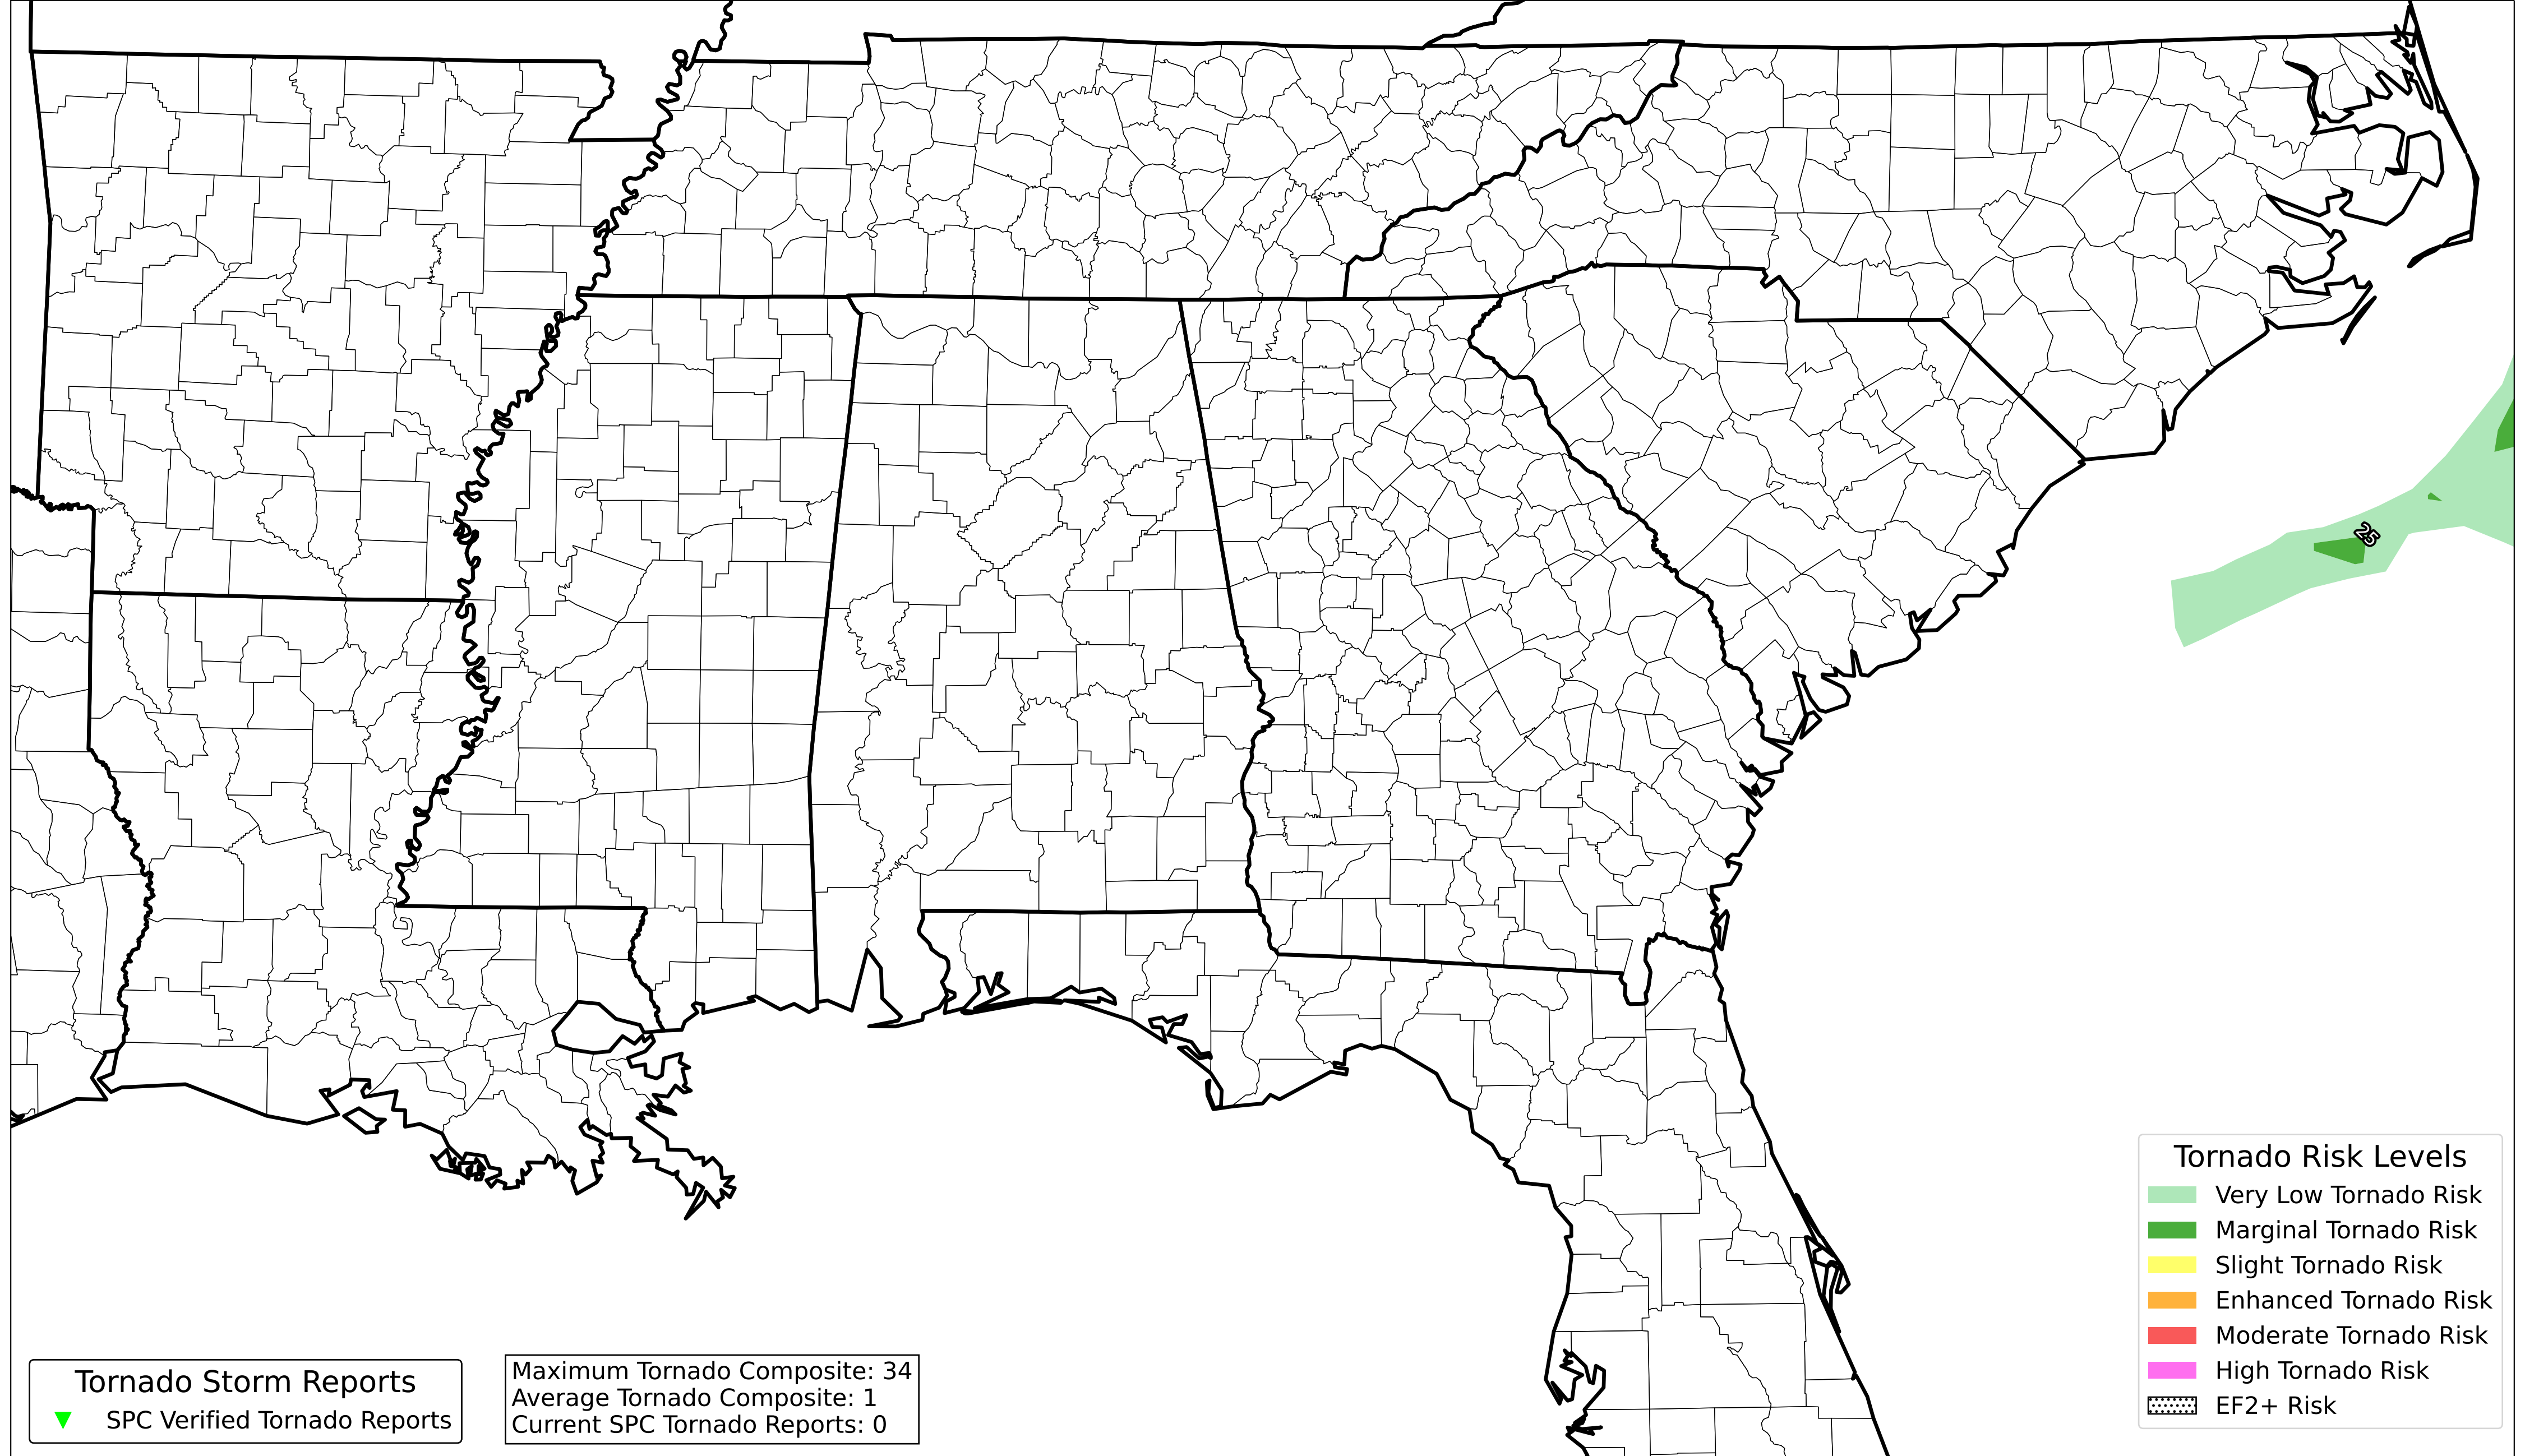 25
Tornado Risk Levels
Very Low Tornado Risk
Marginal Tornado Risk
Slight Tornado Risk
Enhanced Tornado Risk
Moderate Tornado Risk
High Tornado Risk
EF2+ Risk
Tornado Storm Reports
SPC Verified Tornado Reports
Maximum Tornado Composite: 34
Average Tornado Composite: 1
Current SPC Tornado Reports: 0